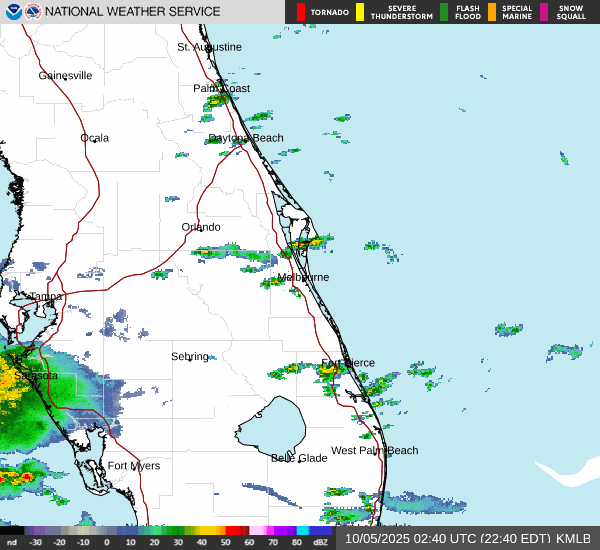 NATIONAL WEATHER SERVICE
TORNADO
SEVERE THUNDERSTORM
FLASH FLOOD
SPECIAL MARINE
SNOW SQUALL
St. Augustine
Gainesville
Palm Coast
Ocala
Daytona Beach
Orlando
Melbourne
Tampa
Sebring
Fort Pierce
Sarasota
West Palm Beach
Belle Glade
Fort Myers
nd -30 -20 -10 0 10 20 30 40 50 60 70 80 dBZ
10/05/2025 02:40 UTC (22:40 EDT) KMLB